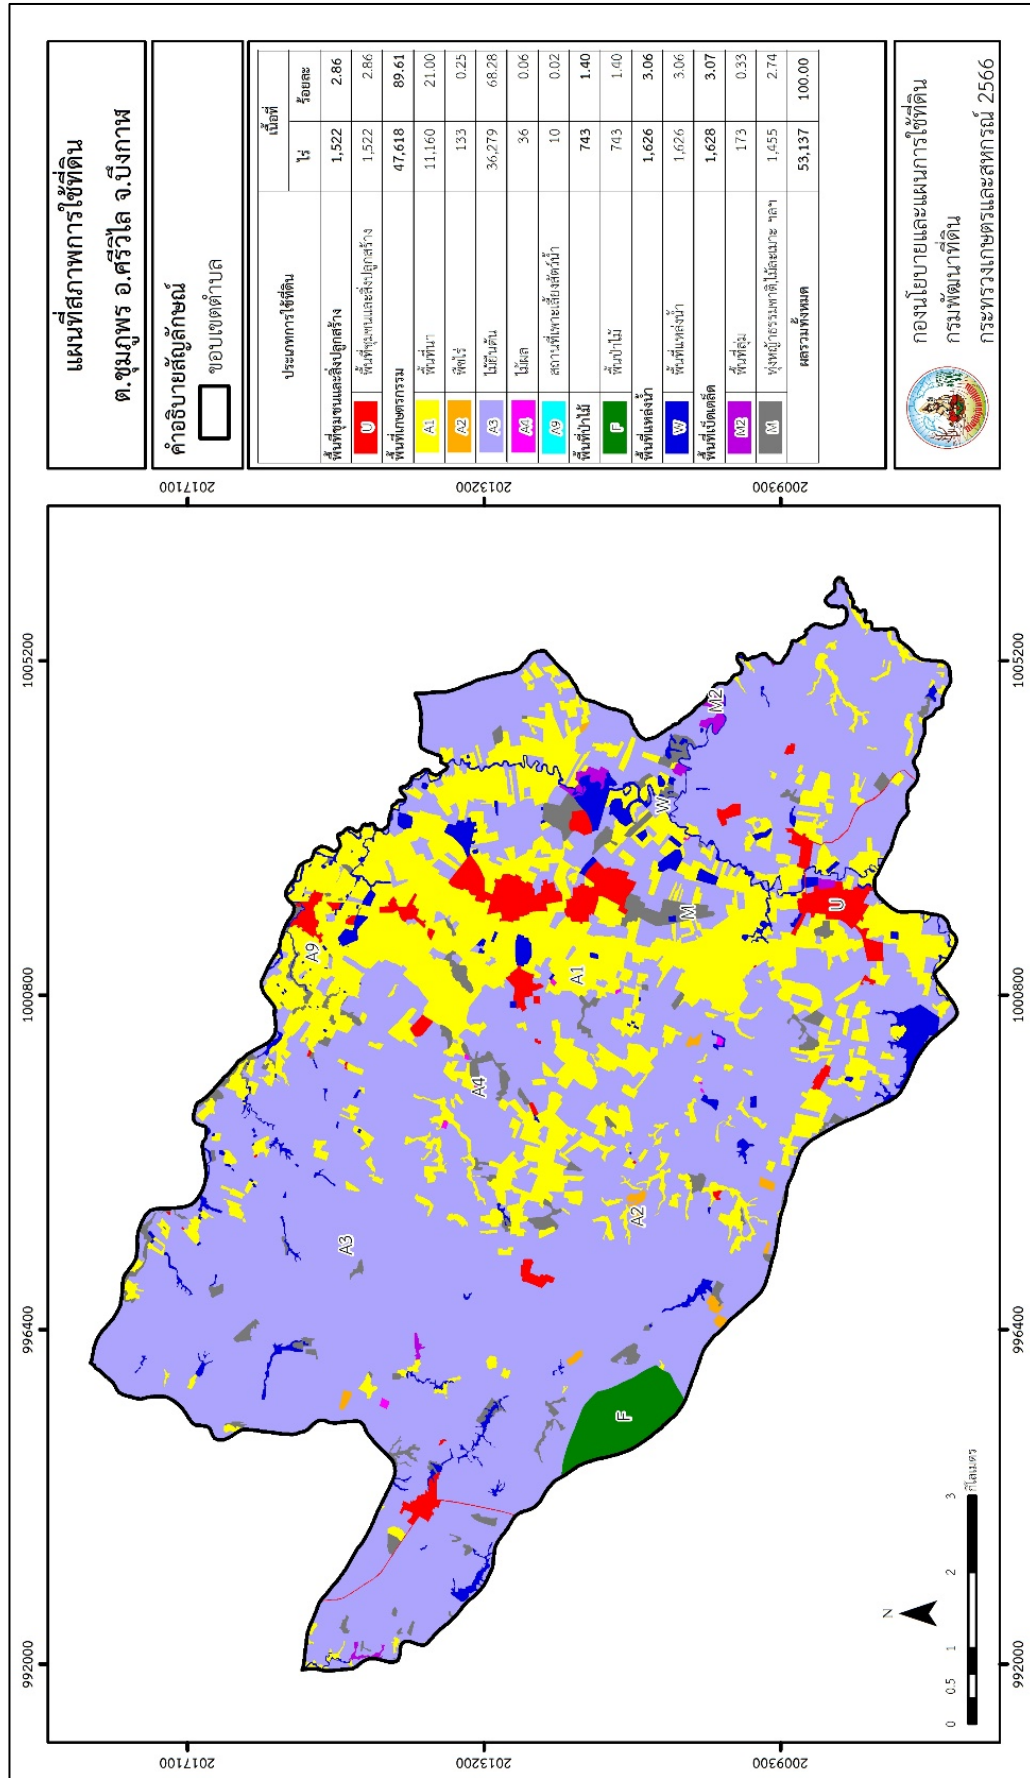 แผนที่สภาพการใช้ที่ดิน
ต.ชุมภูพร อ.ศรีวิไล จ.บึงกาฬ
คำอธิบายสัญลักษณ์
ขอบเขตตำบล
ประเภทการใช้ที่ดิน เนื้อที่
ไร่ ร้อยละ
พื้นที่ชุมชนและสิ่งปลูกสร้าง 1,522 2.86
U พื้นที่ชุมชนและสิ่งปลูกสร้าง 1,522 2.86
พื้นที่เกษตรกรรม 47,618 89.61
A1 พื้นที่นา 11,160 21.00
A2 พืชไร่ 133 0.25
A3 ไม้ยืนต้น 36,279 68.28
A4 ไม้ผล 36 0.06
A9 สถานที่เพาะเลี้ยงสัตว์น้ำ 10 0.02
พื้นที่ป่าไม้ 743 1.40
F พื้นป่าไม้ 743 1.40
พื้นที่แหล่งน้ำ 1,626 3.06
W พื้นที่แหล่งน้ำ 1,626 3.06
พื้นที่เบ็ดเตล็ด 1,628 3.07
M2 พื้นที่ลุ่ม 173 0.33
M ทุ่งหญ้าธรรมชาติ,ไม้ละเมาะ ฯลฯ 1,455 2.74
ผลรวมทั้งหมด 53,137 100.00
กองนโยบายและแผนการใช้ที่ดิน
กรมพัฒนาที่ดิน
กระทรวงเกษตรและสหกรณ์ 2566
992000 996400 1000800 1005200
2017100 2017100
2013200 2013200
2009300 2009300
992000 996400 1000800 1005200
A9
A3
A4
A1
A2
W
M2
M
U
F
N
0 0.5 1 2 3
กิโลเมตร